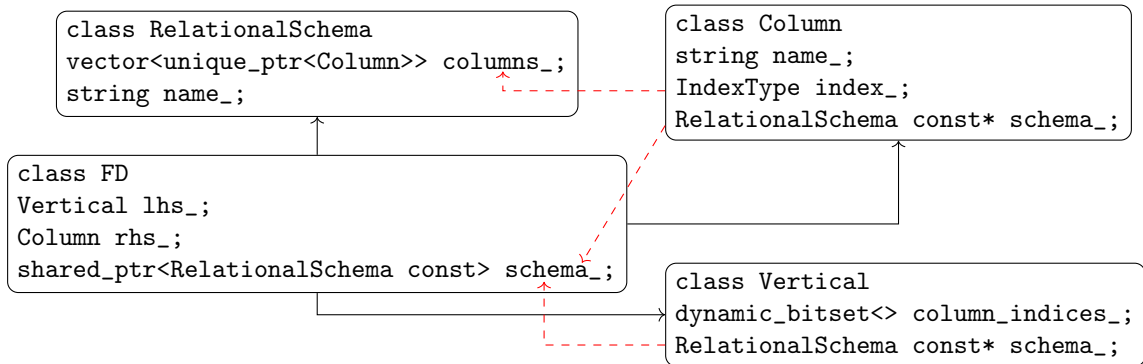 class RelationalSchema
vector<unique_ptr<Column>> columns_;
string name_;
class Column
string name_;
IndexType index_;
RelationalSchema const* schema_;
class FD
Vertical lhs_;
Column rhs_;
shared_ptr<RelationalSchema const> schema_;
class Vertical
dynamic_bitset<> column_indices_;
RelationalSchema const* schema_;